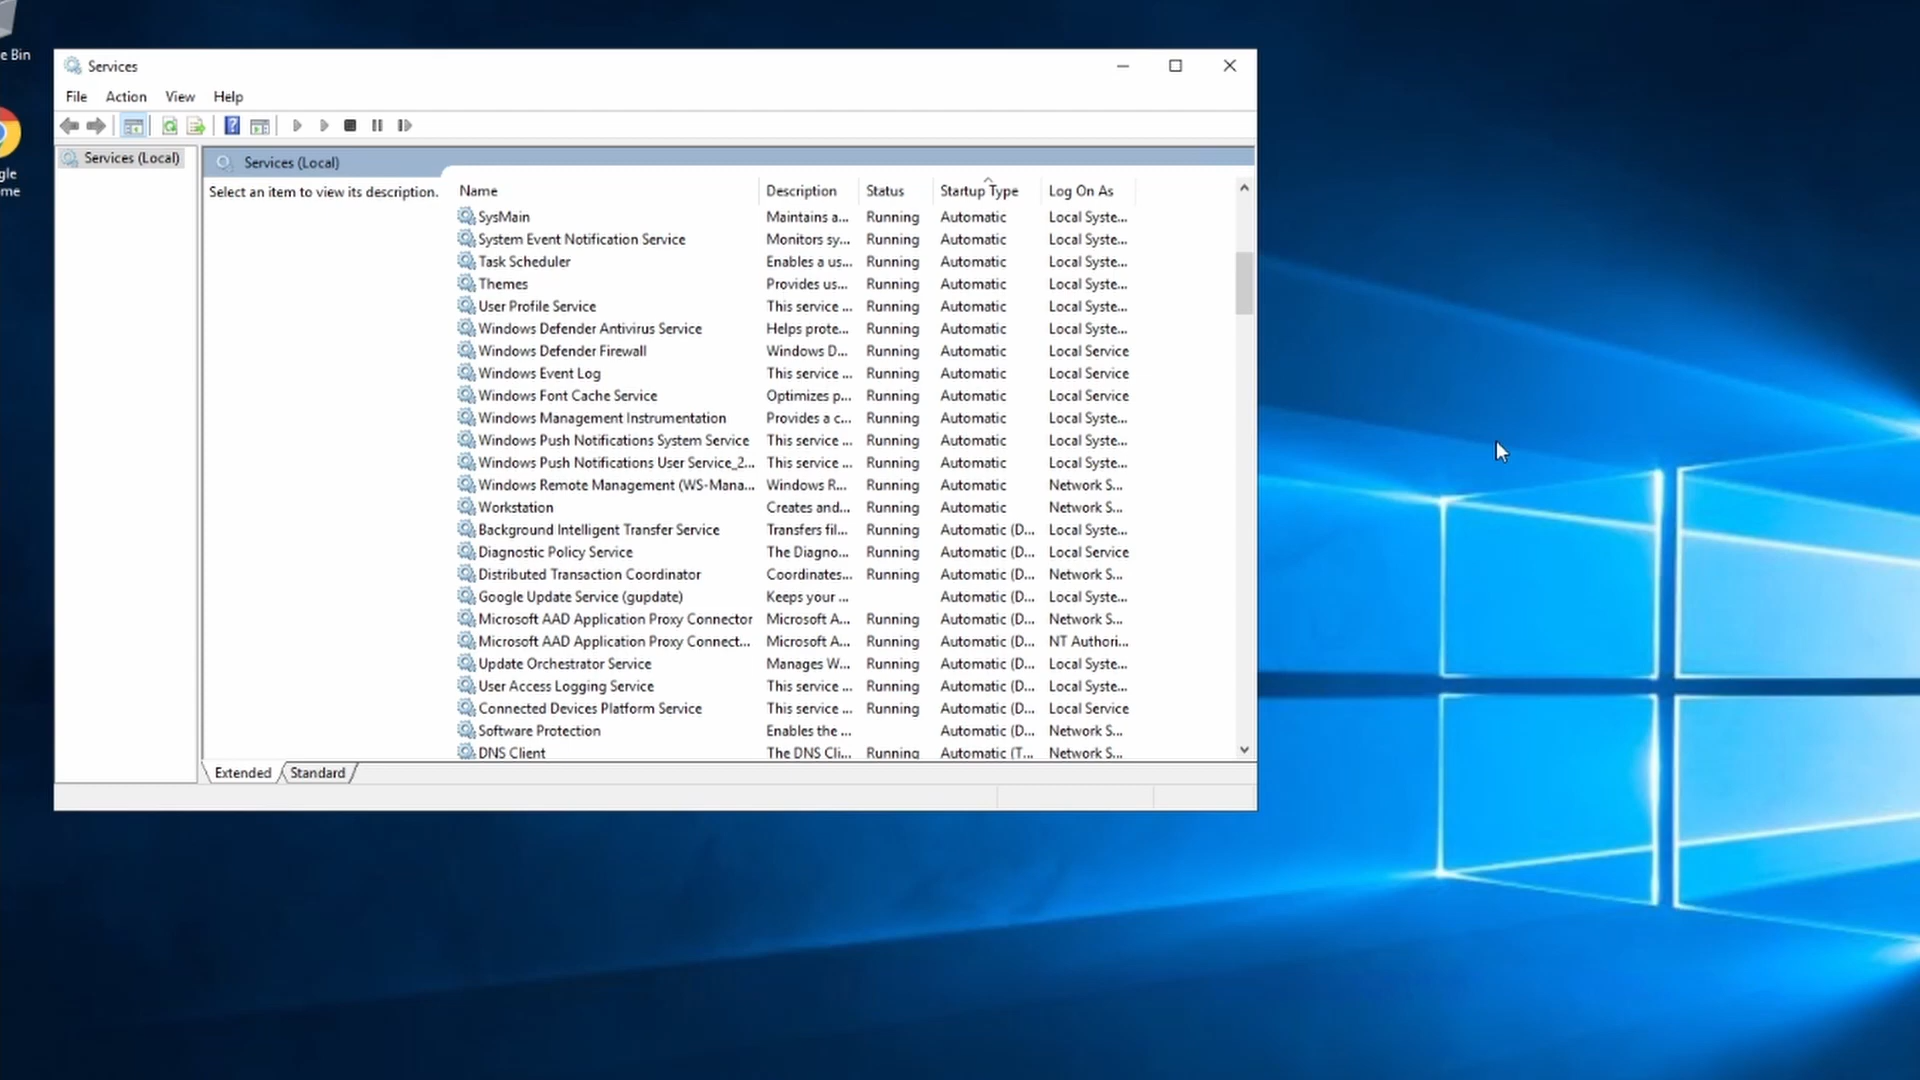 e Bin
gle
me
Services
File Action View Help
Services (Local)
Services (Local)
Select an item to view its description.
Name Description Status Startup Type Log On As
SysMain Maintains a... Running Automatic Local Syste...
System Event Notification Service Monitors sy... Running Automatic Local Syste...
Task Scheduler Enables a us... Running Automatic Local Syste...
Themes Provides us... Running Automatic Local Syste...
User Profile Service This service ... Running Automatic Local Syste...
Windows Defender Antivirus Service Helps prote... Running Automatic Local Syste...
Windows Defender Firewall Windows D... Running Automatic Local Service
Windows Event Log This service ... Running Automatic Local Service
Windows Font Cache Service Optimizes p... Running Automatic Local Service
Windows Management Instrumentation Provides a c... Running Automatic Local Syste...
Windows Push Notifications System Service This service ... Running Automatic Local Syste...
Windows Push Notifications User Service_2... This service ... Running Automatic Local Syste...
Windows Remote Management (WS-Mana... Windows R... Running Automatic Network S...
Workstation Creates and... Running Automatic Network S...
Background Intelligent Transfer Service Transfers fil... Running Automatic (D... Local Syste...
Diagnostic Policy Service The Diagno... Running Automatic (D... Local Service
Distributed Transaction Coordinator Coordinates... Running Automatic (D... Network S...
Google Update Service (gupdate) Keeps your ... Automatic (D... Local Syste...
Microsoft AAD Application Proxy Connector Microsoft A... Running Automatic (D... Network S...
Microsoft AAD Application Proxy Connect... Microsoft A... Running Automatic (D... NT Authori...
Update Orchestrator Service Manages W... Running Automatic (D... Local Syste...
User Access Logging Service This service ... Running Automatic (D... Local Syste...
Connected Devices Platform Service This service ... Running Automatic (D... Local Service
Software Protection Enables the ... Automatic (D... Network S...
DNS Client The DNS Cli... Running Automatic (T... Network S...
Extended Standard